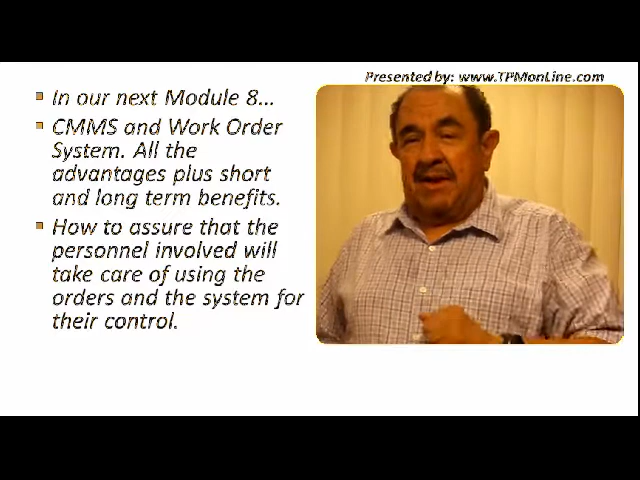 Presented by: www.TPMonLine.com
In our next Module 8...
CMMS and Work Order
System. All the
advantages plus short
and long term benefits.
How to assure that the
personnel involved will
take care of using the
orders and the system for
their control.